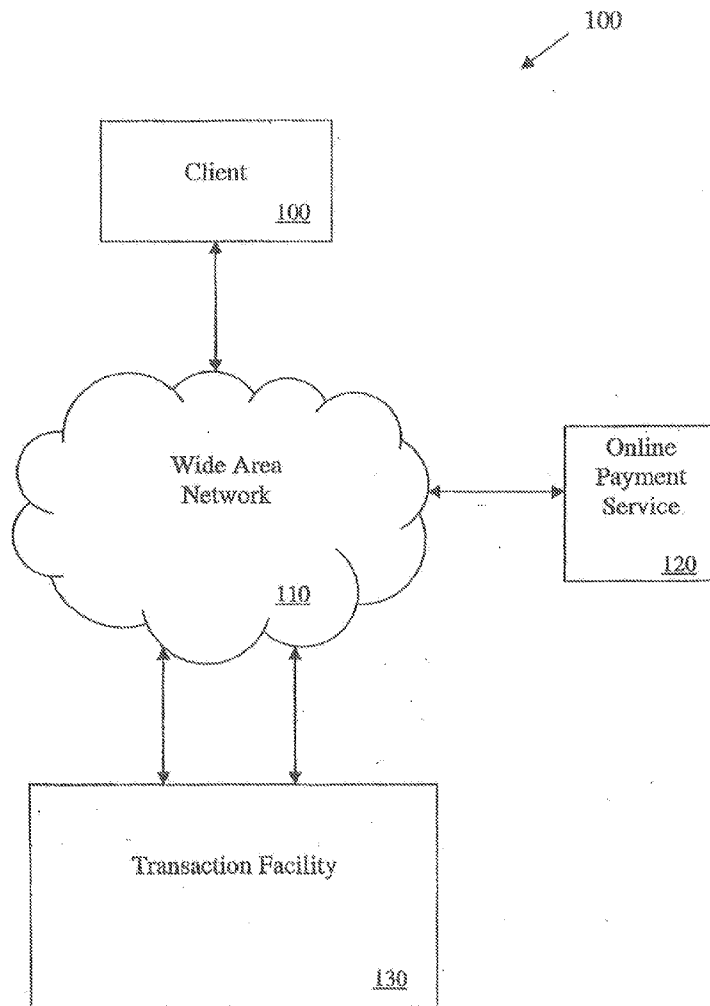 100
Client
100
Wide Area
Network
110
Online
Payment
Service
120
Transaction Facility
130